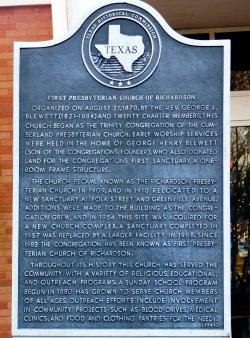 TEXAS HISTORICAL COMMISSION
TEXAS
FIRST PRESBYTERIAN CHURCH OF RICHARDSON
ORGANIZED ON AUGUST 21, 1870, BY THE REV. GEORGE L.
BLEWETT (1821-1884) AND TWENTY CHARTER MEMBERS, THIS
CHURCH BEGAN AS THE TRINITY CONGREGATION OF THE CUM-
BERLAND PRESBYTERIAN CHURCH. EARLY WORSHIP SERVICES
WERE HELD IN THE HOME OF GEORGE HENRY BLEWETT
(SON OF THE CONGREGATION'S FOUNDER), WHO ALSO DONATED
LAND FOR THE CONGREGATION'S FIRST SANCTUARY, A ONE-
ROOM FRAME STRUCTURE.
THE CHURCH BECAME KNOWN AS THE RICHARDSON PRESBY-
TERIAN CHURCH IN 1909, AND IN 1910 RELOCATED TO A
NEW SANCTUARY AT POLK STREET AND GREENVILLE AVENUE.
ADDITIONS WERE MADE TO THE BUILDING AS THE CONGRE-
GATION GREW, AND IN 1954 THIS SITE WAS ACQUIRED FOR
A NEW CHURCH COMPLEX. A SANCTUARY COMPLETED IN
1957 WAS REPLACED BY A LARGER FACILITY IN 1981. SINCE
1983 THE CONGREGATION HAS BEEN KNOWN AS FIRST PRESBY-
TERIAN CHURCH OF RICHARDSON.
THROUGHOUT ITS HISTORY THIS CHURCH HAS SERVED THE
COMMUNITY WITH A VARIETY OF RELIGIOUS, EDUCATIONAL,
AND OUTREACH PROGRAMS. A SUNDAY SCHOOL PROGRAM
BEGUN IN 1880 HAS GROWN TO SERVE CHURCH MEMBERS
OF ALL AGES. OUTREACH EFFORTS INCLUDE INVOLVEMENT
IN COMMUNITY PROJECTS SUCH AS BLOOD DRIVES, MEDICAL
CLINICS, AND FOOD AND CLOTHING PANTRIES FOR THE NEEDY.